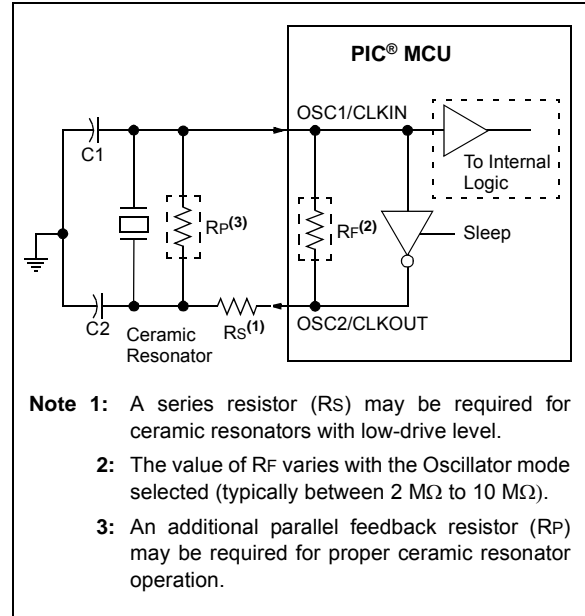 PIC® MCU
OSC1/CLKIN
C1
To Internal
Logic
RP(3)
RF(2)
Sleep
C2
Ceramic
Resonator
RS(1)
OSC2/CLKOUT
Note 1: A series resistor (RS) may be required for
ceramic resonators with low-drive level.
2: The value of RF varies with the Oscillator mode
selected (typically between 2 MΩ to 10 MΩ).
3: An additional parallel feedback resistor (RP)
may be required for proper ceramic resonator
operation.